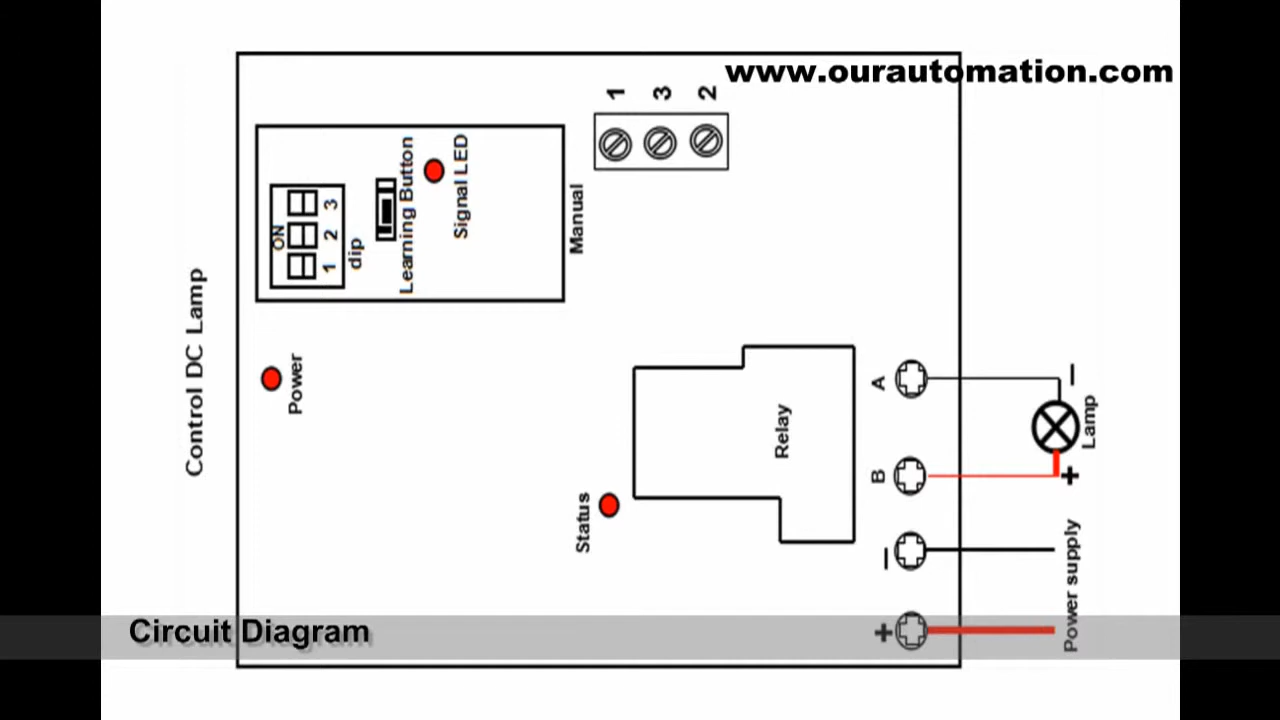 www.ourautomation.com
Control DC Lamp
ON
1 2 3
dip
Learning Button
Signal LED
Manual
1
3
2
Power
Status
Relay
A
B
−
+
−
Lamp
+
Power supply
Circuit Diagram